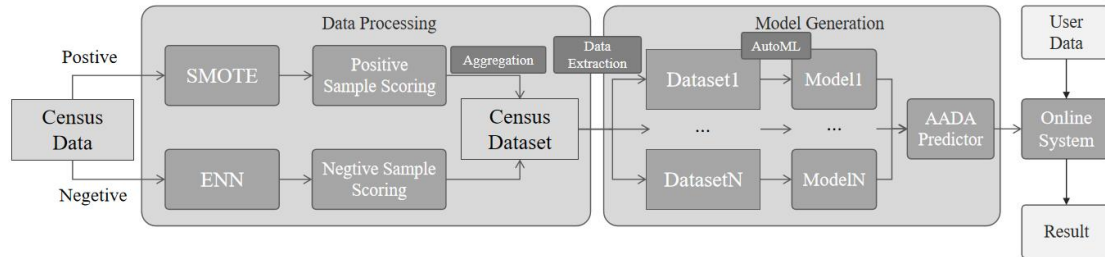 Data Processing
Model Generation
User
Data
Postive
SMOTE
Positive
Sample Scoring
Aggregation
Data
Extraction
Dataset1
AutoML
Model1
Census
Data
Census
Dataset
...
...
AADA
Predictor
Online
System
Negetive
ENN
Negtive Sample
Scoring
DatasetN
ModelN
Result